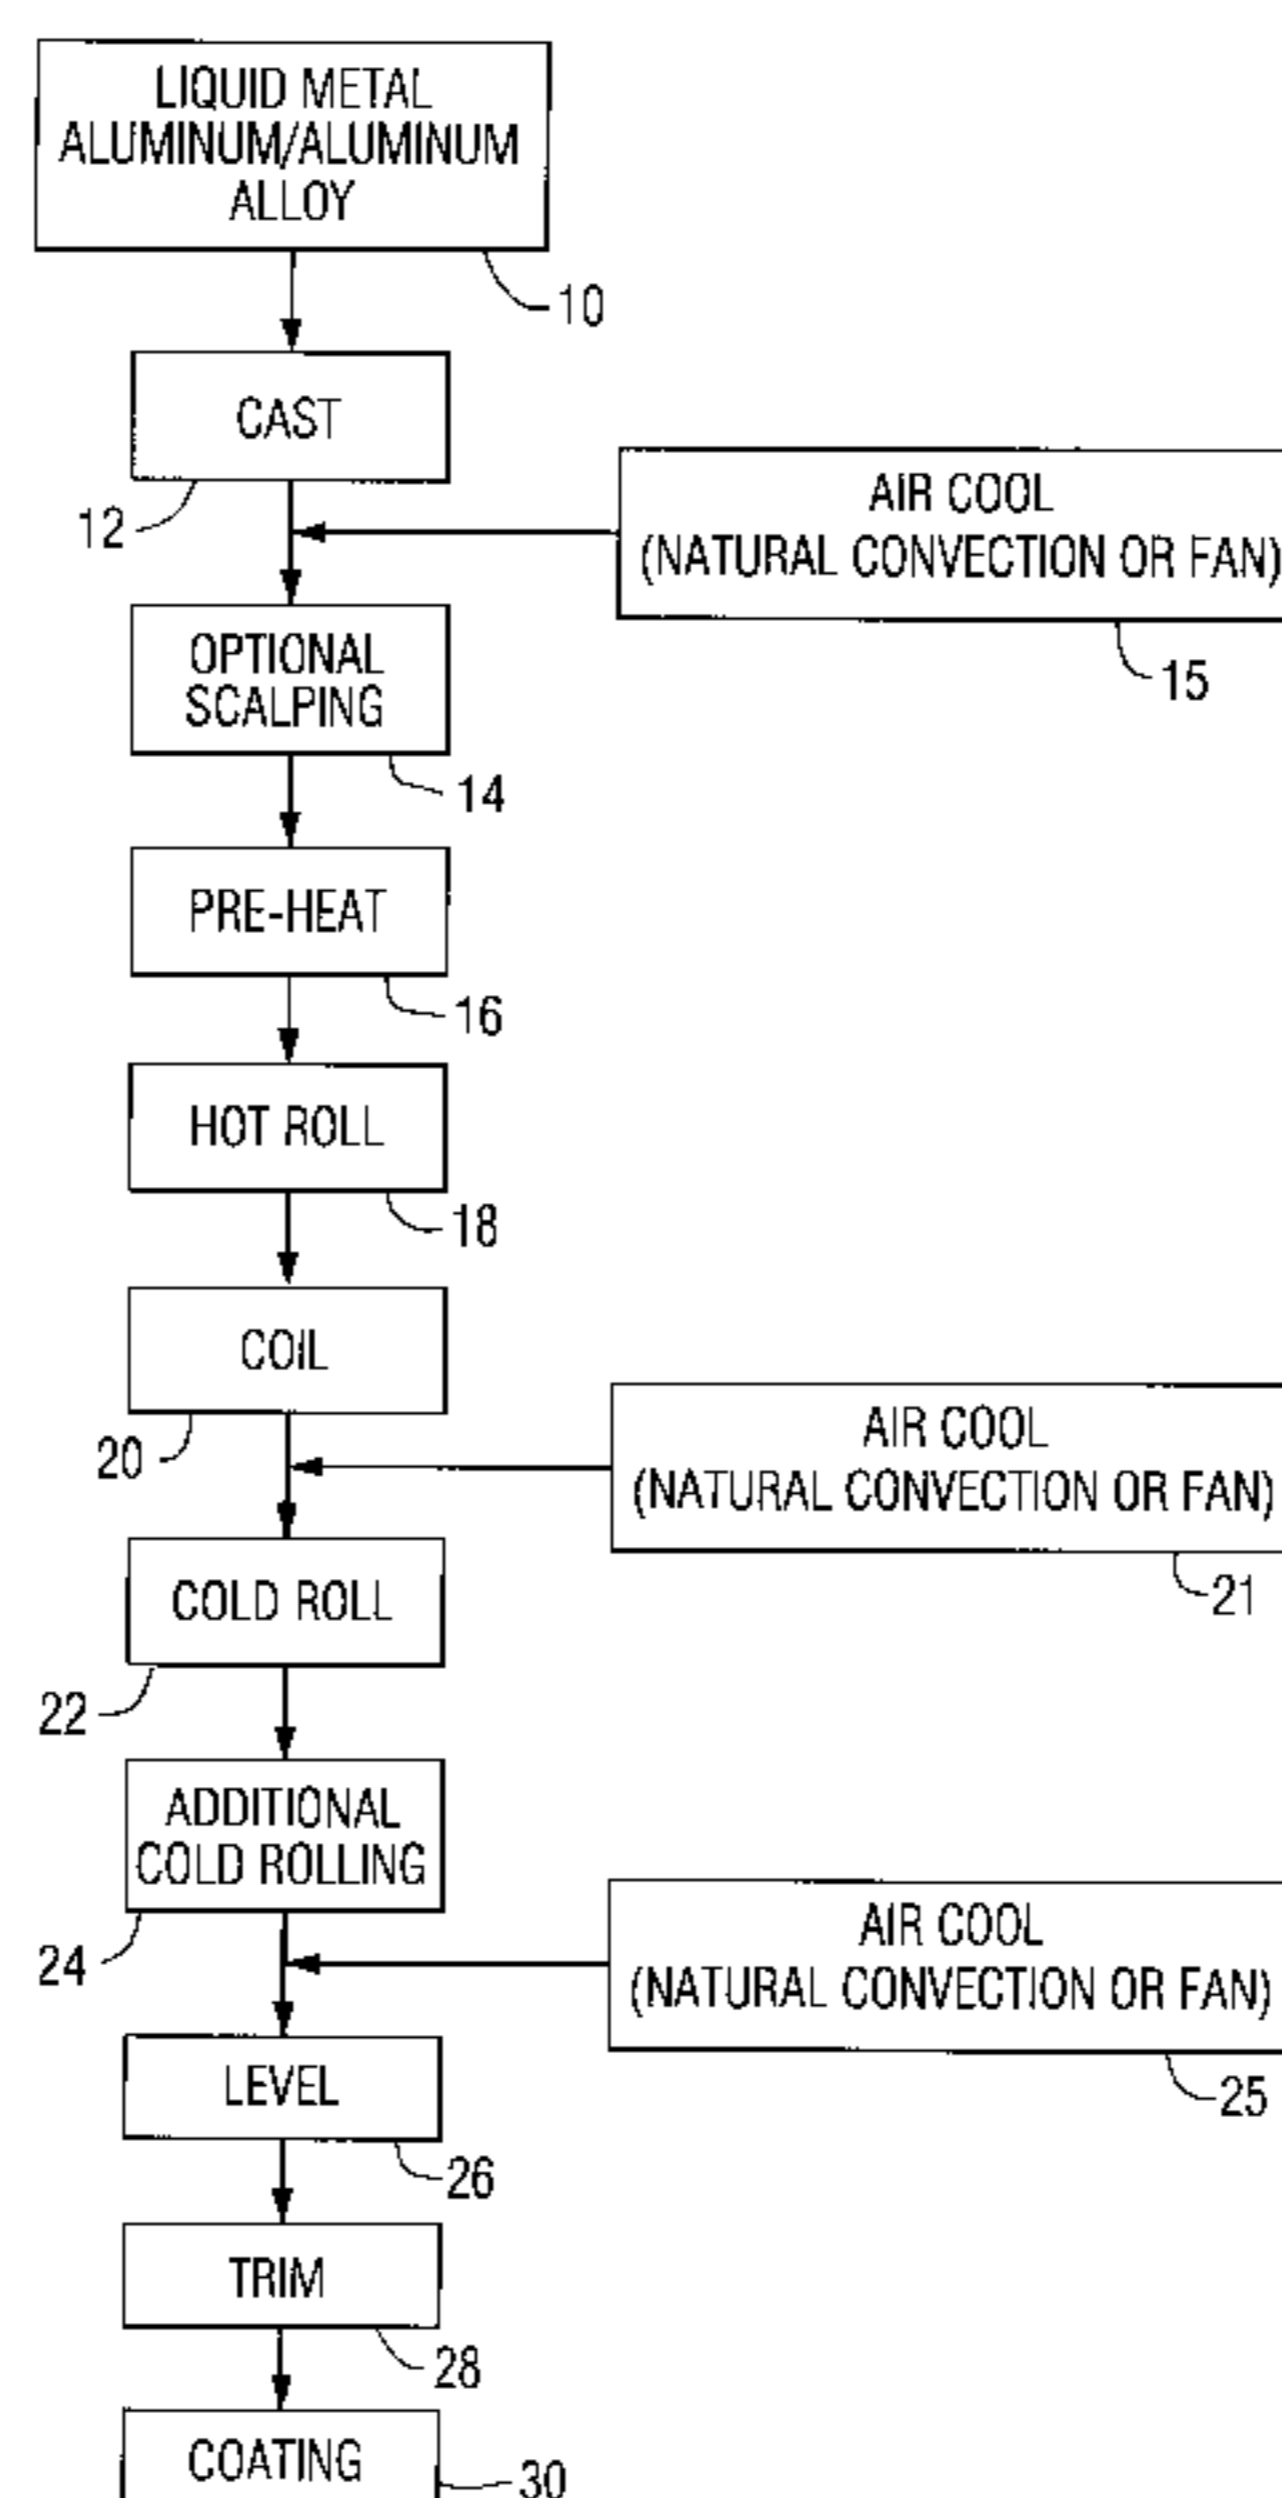 LIQUID METAL
ALUMINUM/ALUMINUM
ALLOY
10
CAST
12
AIR COOL
(NATURAL CONVECTION OR FAN)
15
OPTIONAL
SCALPING
14
PRE-HEAT
16
HOT ROLL
18
COIL
20
AIR COOL
(NATURAL CONVECTION OR FAN)
21
COLD ROLL
22
ADDITIONAL
COLD ROLLING
24
AIR COOL
(NATURAL CONVECTION OR FAN)
25
LEVEL
26
TRIM
28
COATING
30